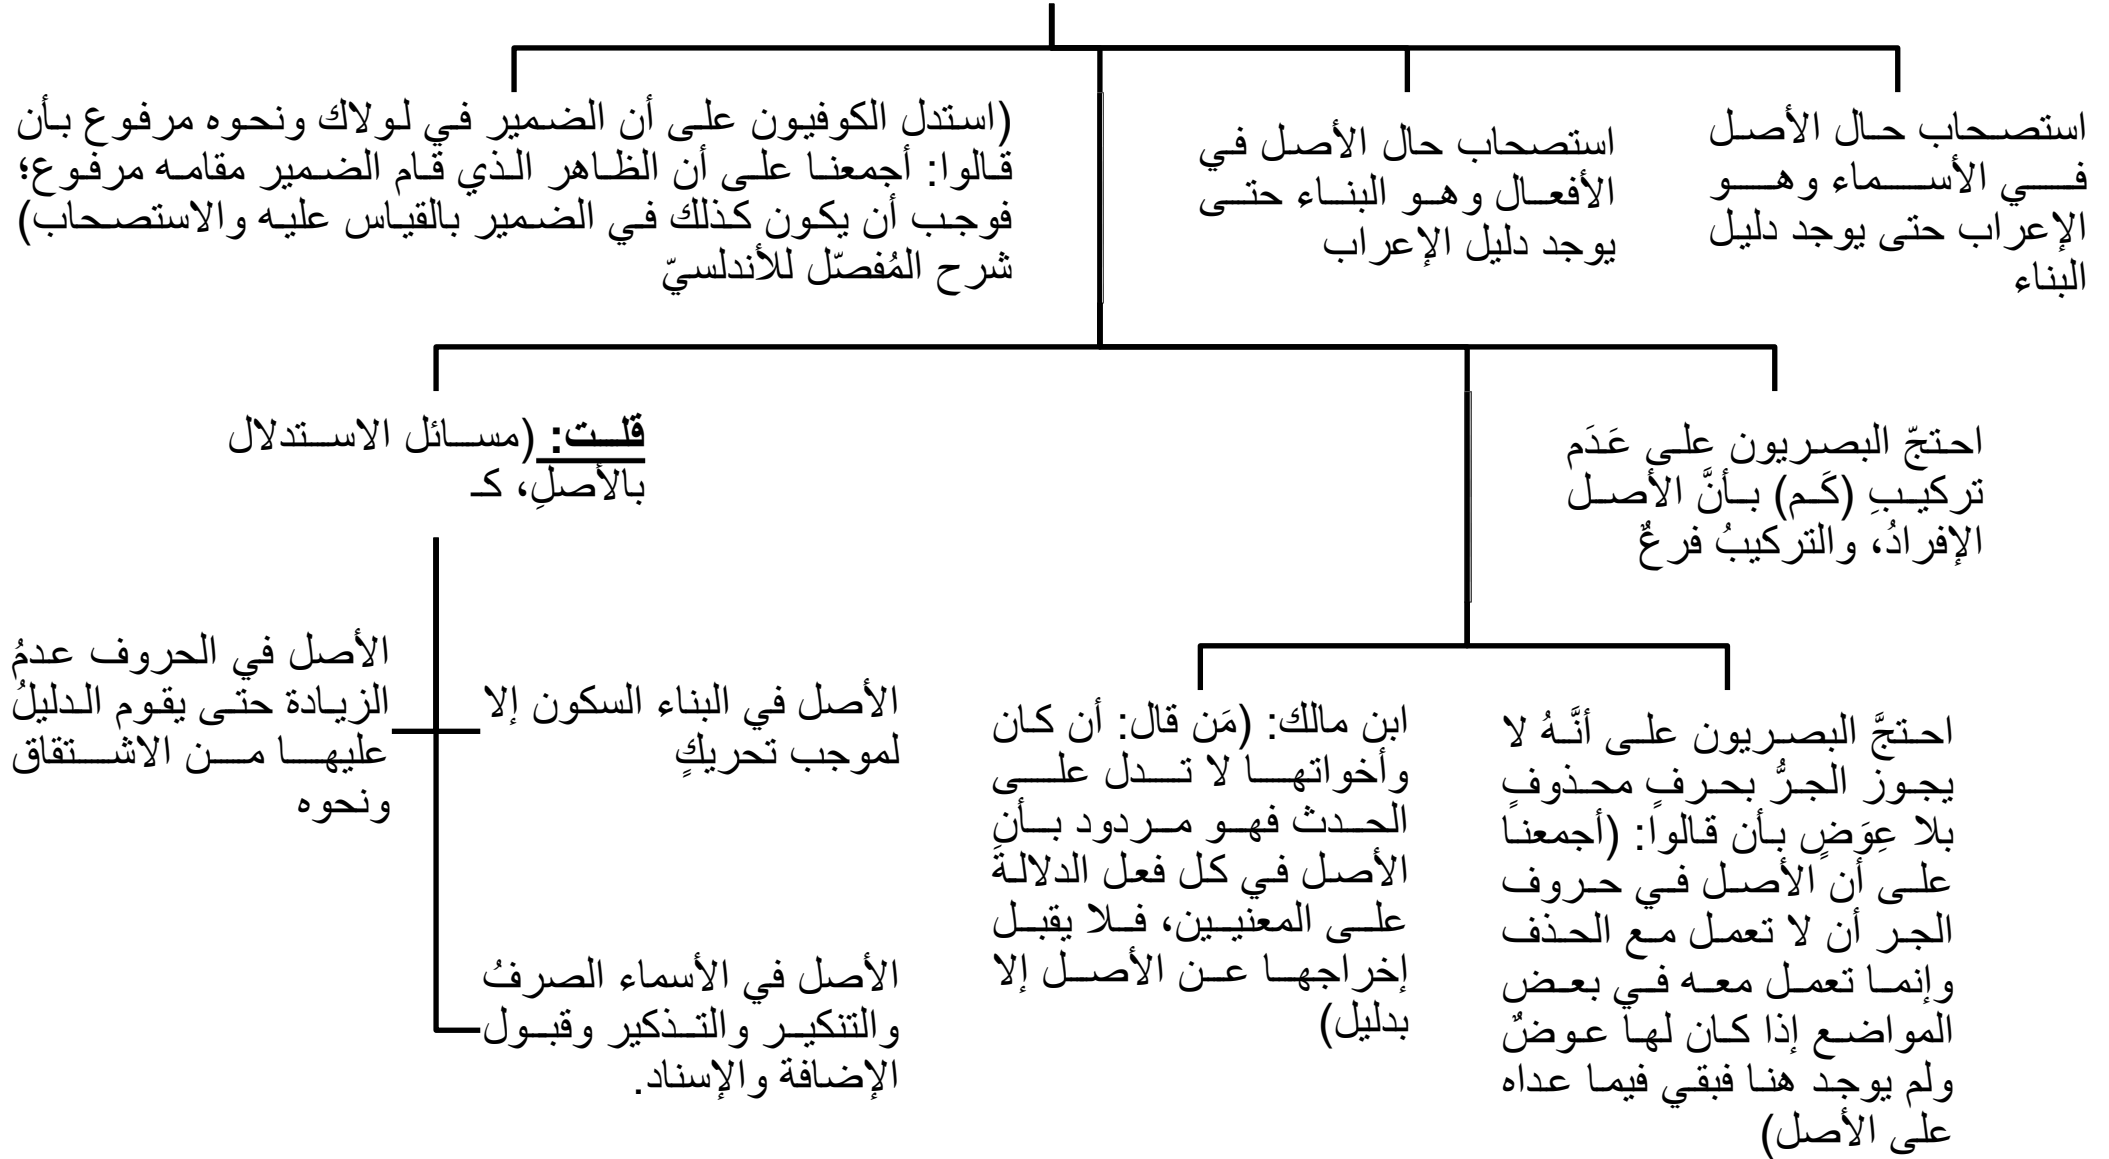 استصحاب حال الأصل
في الأسماء وهو
الإعراب حتى يوجد دليل
البناء
استصحاب حال الأصل في
الأفعال وهو البناء حتى
يوجد دليل الإعراب
(استدل الكوفيون على أن الضمير في لولاك ونحوه مرفوع بأن
قالوا: أجمعنا على أن الظاهر الذي قام الضمير مقامه مرفوع؛
فوجب أن يكون كذلك في الضمير بالقياس عليه والاستصحاب)
شرح المُفصّل للأندلسيّ
احتجّ البصريون على عَدَم
تركيبِ (كَم) بأنَّ الأصل
الإفرادُ، والتركيبُ فرعٌ
قلت: (مسائل الاستدلال
بالأصلِ، كـ
احتجَّ البصريون على أنَّهُ لا
يجوز الجرُّ بحرفٍ محذوفٍ
بلا عِوَضٍ بأن قالوا: (أجمعنا
على أن الأصل في حروف
الجر أن لا تعمل مع الحذف
وإنما تعمل معه في بعض
المواضع إذا كان لها عوضٌ
ولم يوجد هنا فبقي فيما عداه
على الأصل)
ابن مالك: (مَن قال: أن كان
وأخواتها لا تدل على
الحدث فهو مردود بأن
الأصل في كل فعل الدلالةَ
على المعنيين، فلا يقبل
إخراجها عن الأصل إلا
بدليل)
الأصل في البناء السكون إلا
لموجب تحريكٍ
الأصل في الحروف عدمُ
الزيادة حتى يقوم الدليلُ
عليها من الاشتقاق
ونحوه
الأصل في الأسماء الصرفُ
والتنكير والتذكير وقبول
الإضافة والإسناد.